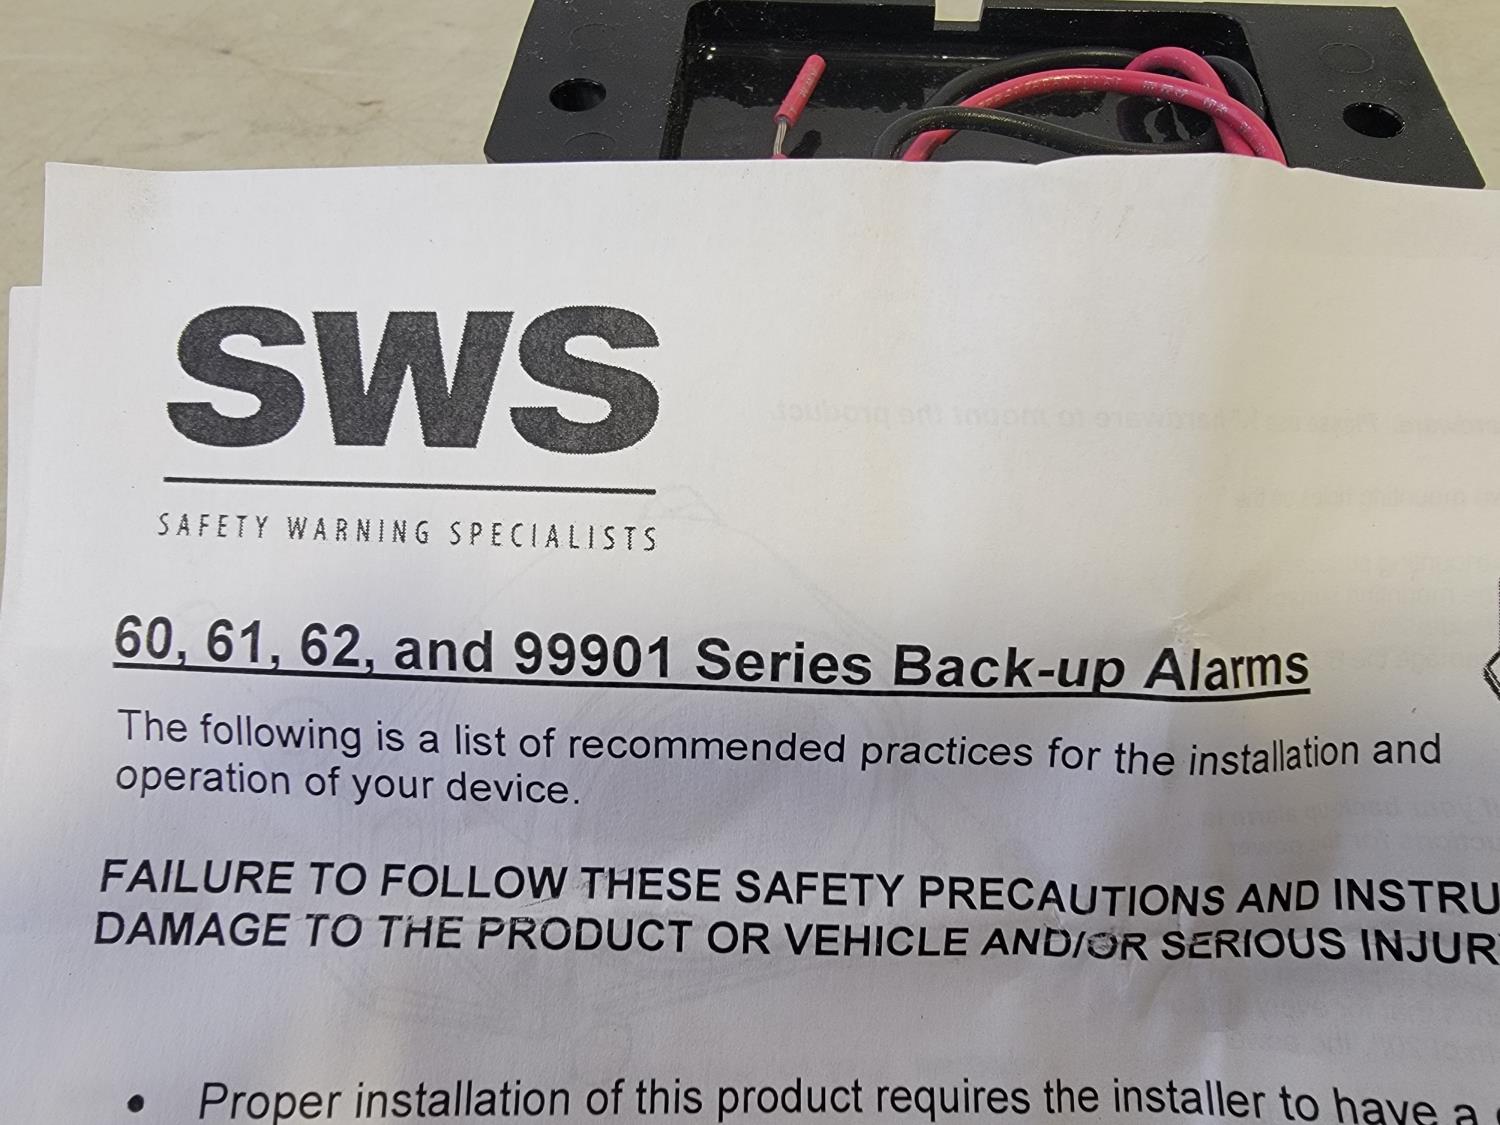 SWS
SAFETY WARNING SPECIALISTS
60, 61, 62, and 99901 Series Back-up Alarms
The following is a list of recommended practices for the installation and
operation of your device.
FAILURE TO FOLLOW THESE SAFETY PRECAUTIONS AND INSTRU
DAMAGE TO THE PRODUCT OR VEHICLE AND/OR SERIOUS INJUR
• Proper installation of this product requires the installer to have a